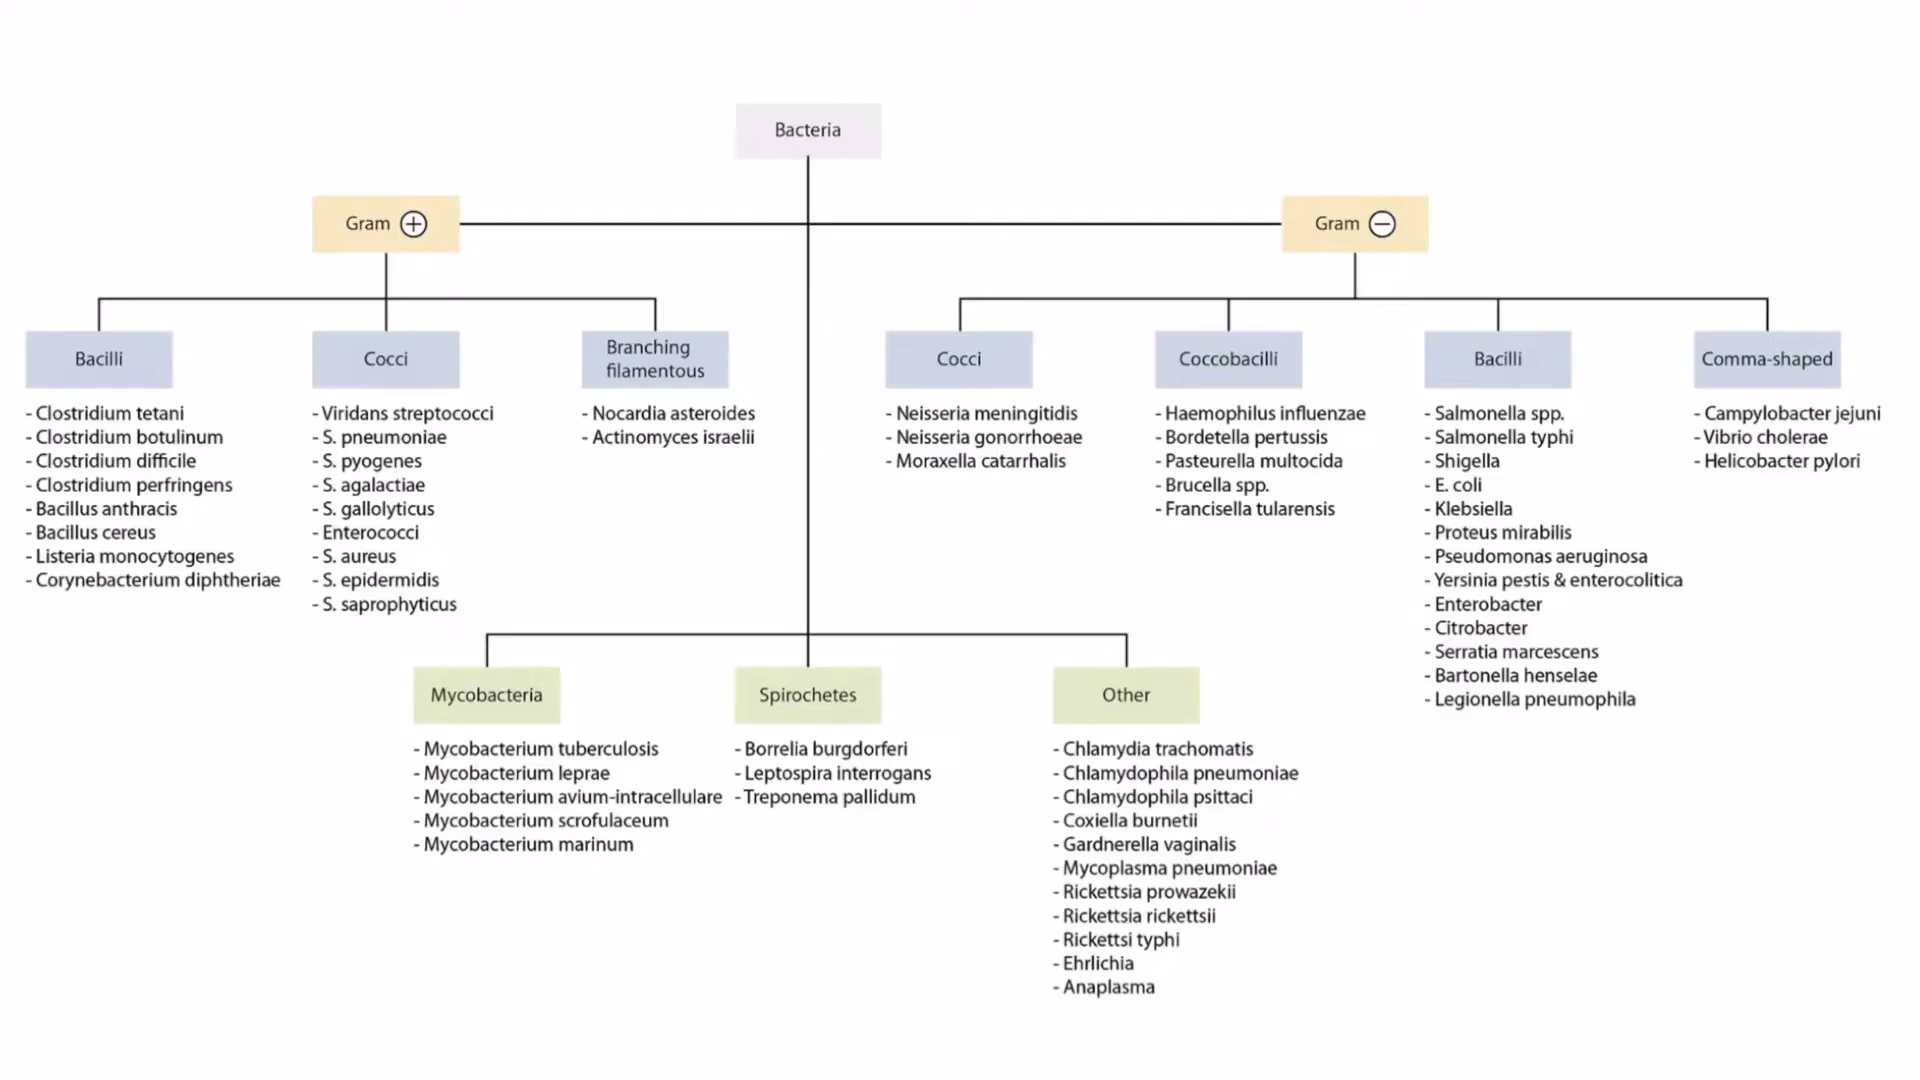 Bacteria
Gram +
Gram −
Bacilli
- Clostridium tetani
- Clostridium botulinum
- Clostridium difficile
- Clostridium perfringens
- Bacillus anthracis
- Bacillus cereus
- Listeria monocytogenes
- Corynebacterium diphtheriae
Cocci
- Viridans streptococci
- S. pneumoniae
- S. pyogenes
- S. agalactiae
- S. gallolyticus
- Enterococci
- S. aureus
- S. epidermidis
- S. saprophyticus
Branching
filamentous
- Nocardia asteroides
- Actinomyces israelii
Cocci
- Neisseria meningitidis
- Neisseria gonorrhoeae
- Moraxella catarrhalis
Coccobacilli
- Haemophilus influenzae
- Bordetella pertussis
- Pasteurella multocida
- Brucella spp.
- Francisella tularensis
Bacilli
- Salmonella spp.
- Salmonella typhi
- Shigella
- E. coli
- Klebsiella
- Proteus mirabilis
- Pseudomonas aeruginosa
- Yersinia pestis & enterocolitica
- Enterobacter
- Citrobacter
- Serratia marcescens
- Bartonella henselae
- Legionella pneumophila
Comma-shaped
- Campylobacter jejuni
- Vibrio cholerae
- Helicobacter pylori
Mycobacteria
- Mycobacterium tuberculosis
- Mycobacterium leprae
- Mycobacterium avium-intracellulare
- Mycobacterium scrofulaceum
- Mycobacterium marinum
Spirochetes
- Borrelia burgdorferi
- Leptospira interrogans
- Treponema pallidum
Other
- Chlamydia trachomatis
- Chlamydophila pneumoniae
- Chlamydophila psittaci
- Coxiella burnetii
- Gardnerella vaginalis
- Mycoplasma pneumoniae
- Rickettsia prowazekii
- Rickettsia rickettsii
- Rickettsi typhi
- Ehrlichia
- Anaplasma